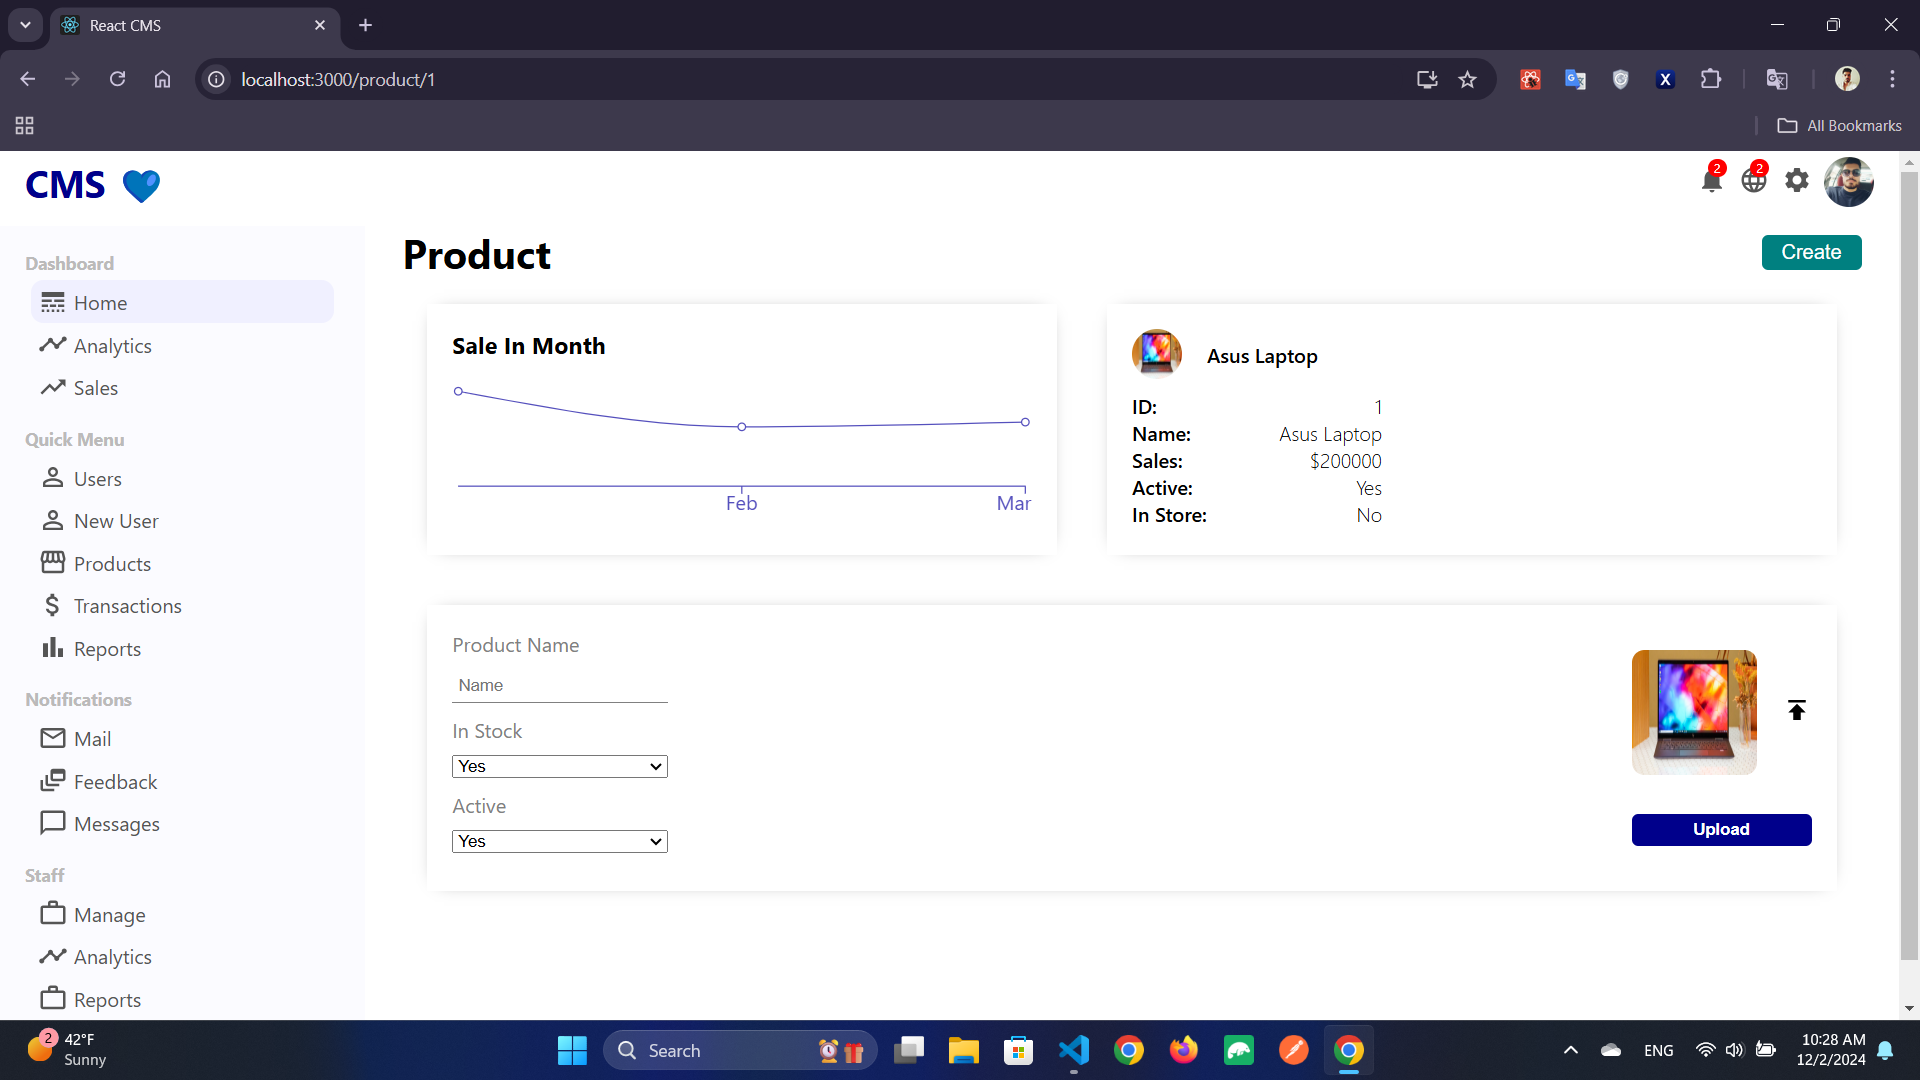 React CMS
localhost:3000/product/1
All Bookmarks
CMS
2
2
Dashboard
Home
Analytics
Sales
Quick Menu
Users
New User
Products
Transactions
Reports
Notifications
Mail
Feedback
Messages
Staff
Manage
Analytics
Reports
Product
Create
Sale In Month
Feb
Mar
Asus Laptop
ID: 1
Name: Asus Laptop
Sales: $200000
Active: Yes
In Store: No
Product Name
Name
In Stock
Yes
Active
Yes
Upload
2
42°F
Sunny
Search
ENG
10:28 AM
12/2/2024